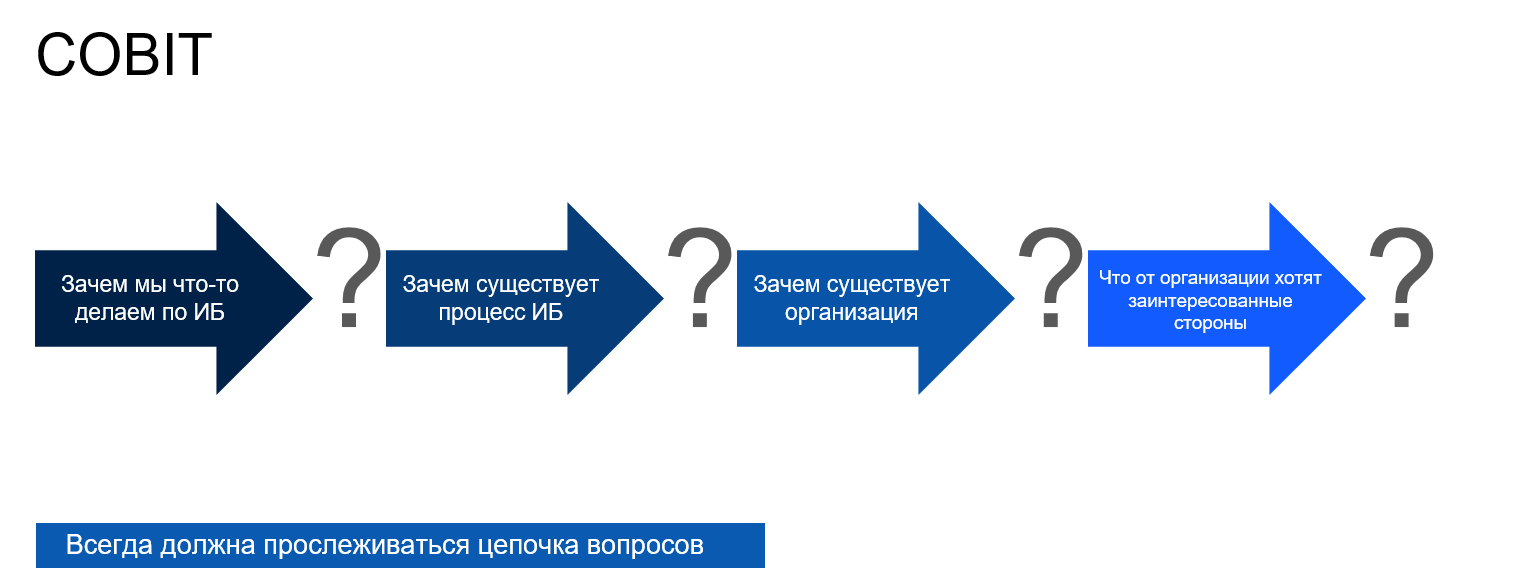 COBIT
Зачем мы что-то
делаем по ИБ
?
Зачем существует
процесс ИБ
?
Зачем существует
организация
?
Что от организации хотят
заинтересованные
стороны
?
Всегда должна прослеживаться цепочка вопросов